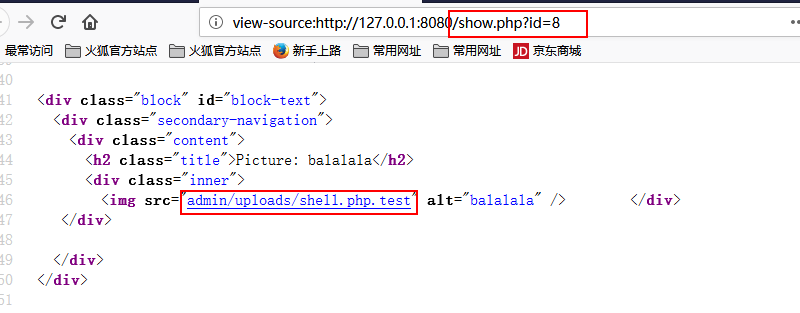 view-source:http://127.0.0.1:8080/show.php?id=8
最常访问 火狐官方站点 火狐官方站点 新手上路 常用网址 常用网址 JD 京东商城
40
41 <div class="block" id="block-text">
42 <div class="secondary-navigation">
43 <div class="content">
44 <h2 class="title">Picture: balalala</h2>
45 <div class="inner">
46 <img src="admin/uploads/shell.php.test" alt="balalala" /> </div>
47 </div>
48
49 </div>
50 </div>
51